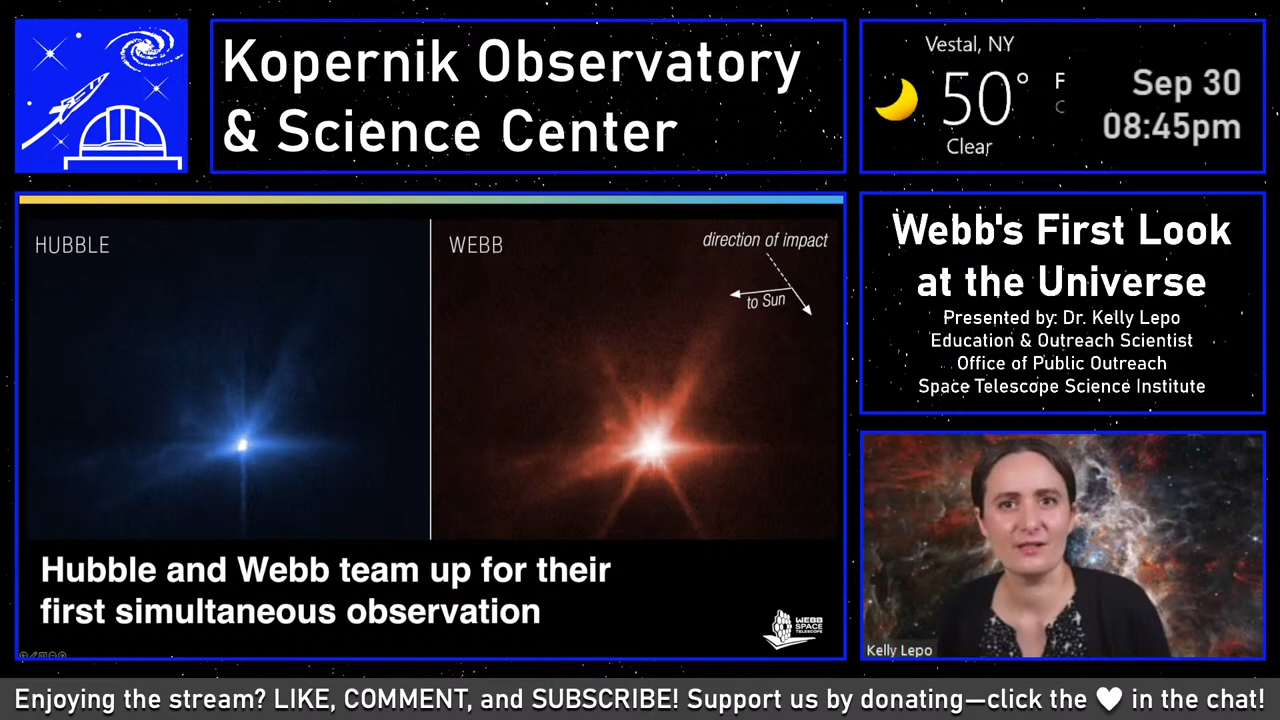 Kopernik Observatory
& Science Center
Vestal, NY
50°
F
C
Clear
Sep 30
08:45pm
HUBBLE
WEBB
direction of impact
to Sun
Hubble and Webb team up for their
first simultaneous observation
WEBB
SPACE
TELESCOPE
Webb's First Look
at the Universe
Presented by: Dr. Kelly Lepo
Education & Outreach Scientist
Office of Public Outreach
Space Telescope Science Institute
Kelly Lepo
Enjoying the stream? LIKE, COMMENT, and SUBSCRIBE! Support us by donating—click the ♥ in the chat!